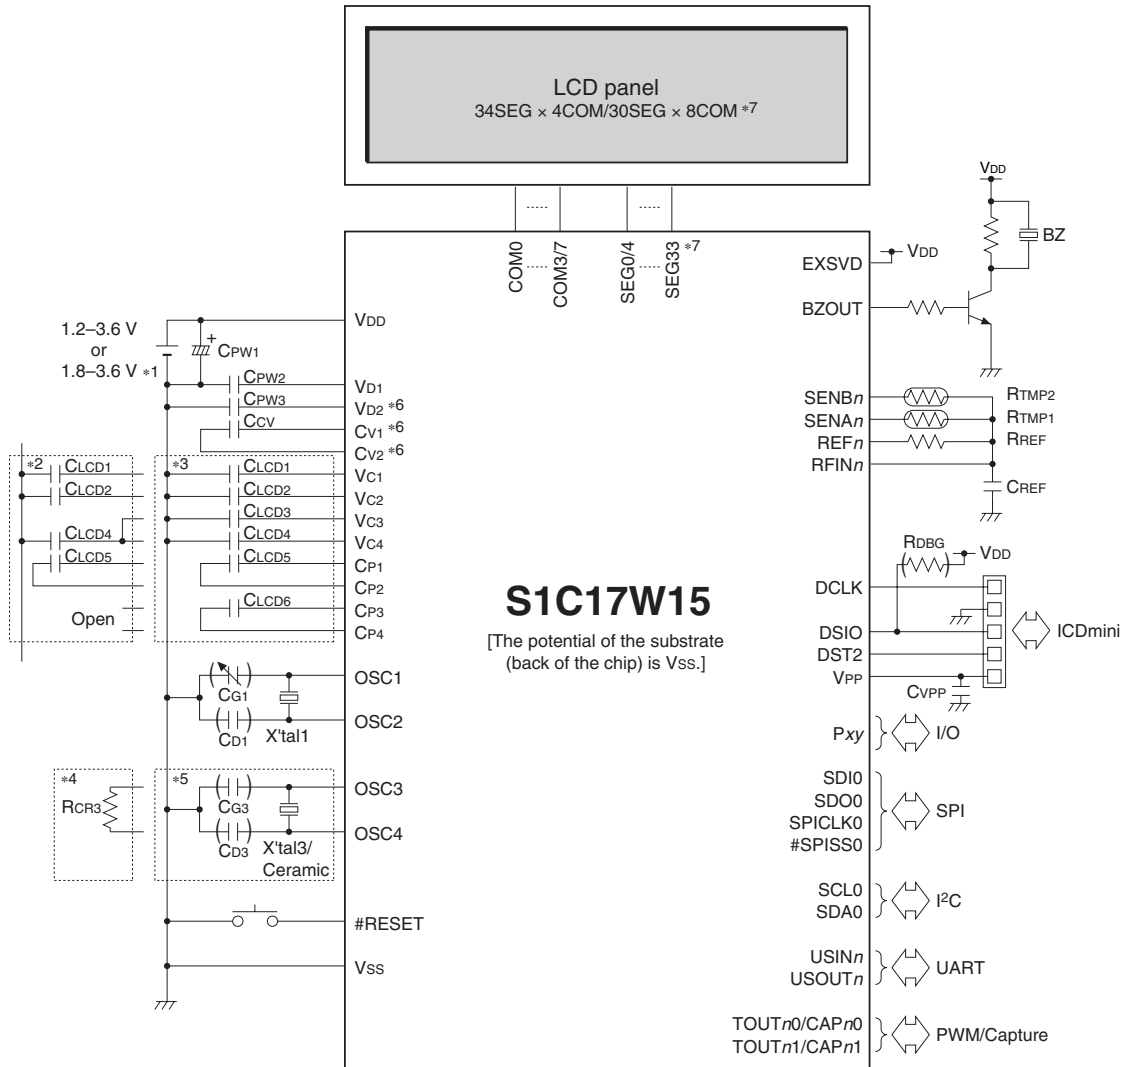 LCD panel
34SEG × 4COM/30SEG × 8COM *7
COM0
COM3/7
SEG0/4
SEG33
*7
1.2–3.6 V
or
1.8–3.6 V *1
+
CPW1
CPW2
CPW3
CCV
VDD
VD1
VD2 *6
CV1 *6
CV2 *6
VC1
VC2
VC3
VC4
CP1
CP2
CP3
CP4
*2
CLCD1
CLCD2
CLCD4
CLCD5
Open
*3
CLCD1
CLCD2
CLCD3
CLCD4
CLCD5
CLCD6
S1C17W15
[The potential of the substrate
(back of the chip) is VSS.]
CG1
CD1
X'tal1
OSC1
OSC2
*4
RCR3
*5
CG3
CD3
X'tal3/
Ceramic
OSC3
OSC4
#RESET
VSS
EXSVD
VDD
VDD
BZ
BZOUT
SENBn
SENAn
REFn
RFINn
RTMP2
RTMP1
RREF
CREF
RDBG
VDD
DCLK
DSIO
DST2
VPP
CVPP
ICDmini
Pxy
I/O
SDI0
SDO0
SPICLK0
#SPISS0
SPI
SCL0
SDA0
I²C
USINn
USOUTn
UART
TOUTn0/CAPn0
TOUTn1/CAPn1
PWM/Capture